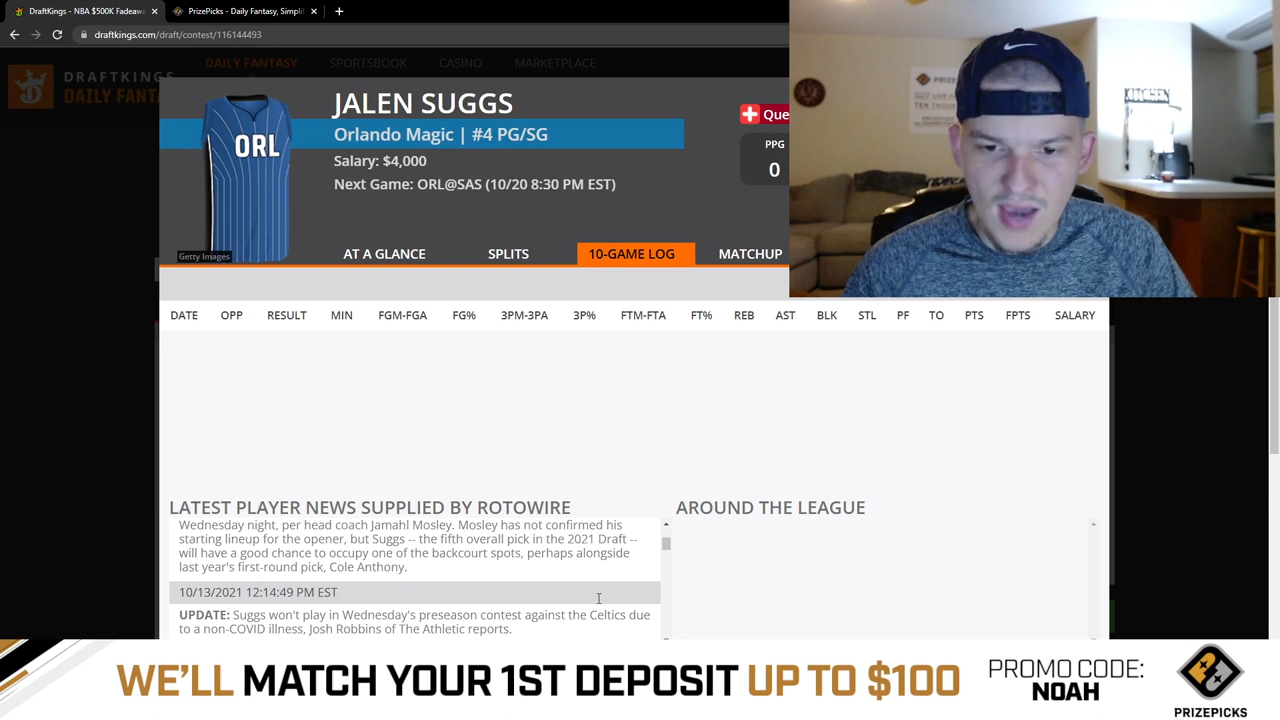 DraftKings - NBA $500K Fadeaw
PrizePicks - Daily Fantasy, Simpli
draftkings.com/draft/contest/116144493
DRAFTKINGS
DAILY FANTA
DAILY FANTASY SPORTSBOOK CASINO MARKETPLACE
JALEN SUGGS
Orlando Magic | #4 PG/SG
Salary: $4,000
Next Game: ORL@SAS (10/20 8:30 PM EST)
ORL
Getty Images
Que
PPG
0
AT A GLANCE SPLITS 10-GAME LOG MATCHUP
KITCHEN
DATE OPP RESULT MIN FGM-FGA FG% 3PM-3PA 3P% FTM-FTA FT% REB AST BLK STL PF TO PTS FPTS SALARY
LATEST PLAYER NEWS SUPPLIED BY ROTOWIRE
AROUND THE LEAGUE
Wednesday night, per head coach Jamahl Mosley. Mosley has not confirmed his
starting lineup for the opener, but Suggs -- the fifth overall pick in the 2021 Draft --
will have a good chance to occupy one of the backcourt spots, perhaps alongside
last year's first-round pick, Cole Anthony.
10/13/2021 12:14:49 PM EST
UPDATE: Suggs won't play in Wednesday's preseason contest against the Celtics due
to a non-COVID illness, Josh Robbins of The Athletic reports.
WE'LL MATCH YOUR 1ST DEPOSIT UP TO $100
PROMO CODE:
NOAH
PRIZEPICKS